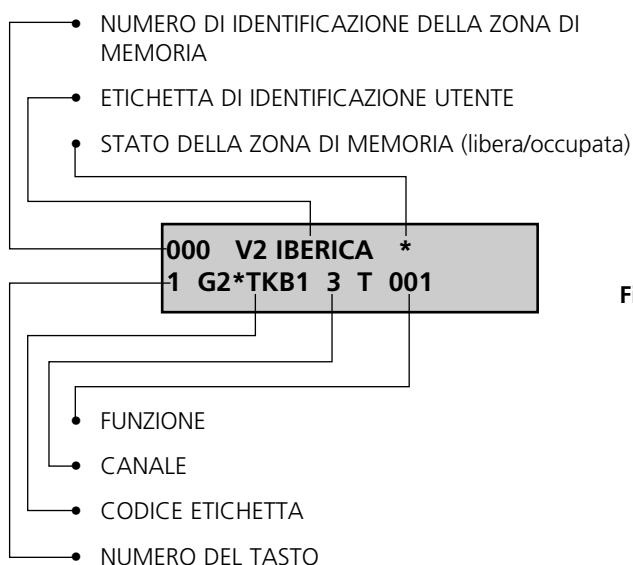 NUMERO DI IDENTIFICAZIONE DELLA ZONA DI
MEMORIA
ETICHETTA DI IDENTIFICAZIONE UTENTE
STATO DELLA ZONA DI MEMORIA (libera/occupata)
000 V2 IBERICA *
1 G2*TKB1 3 T 001
FUNZIONE
CANALE
CODICE ETICHETTA
NUMERO DEL TASTO